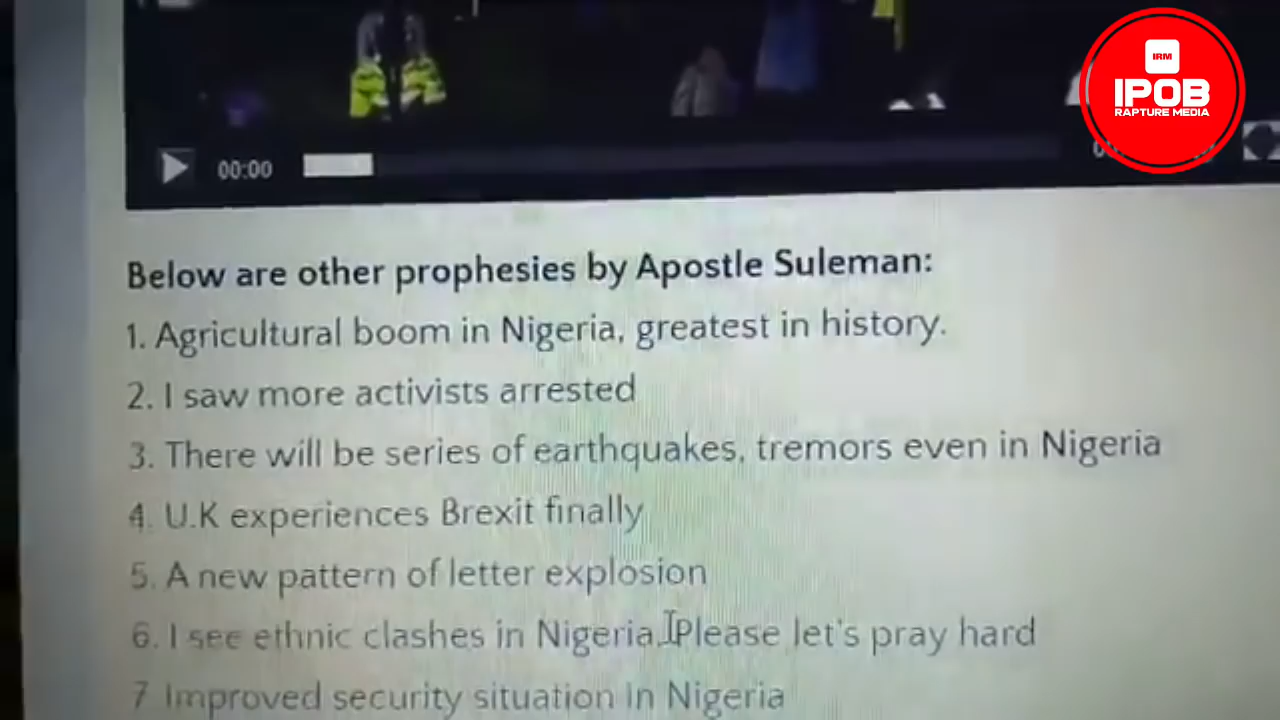 IRM
IPOB
RAPTURE MEDIA
00:00
Below are other prophesies by Apostle Suleman:
1. Agricultural boom in Nigeria, greatest in history.
2. I saw more activists arrested
3. There will be series of earthquakes, tremors even in Nigeria
4. U.K experiences Brexit finally
5. A new pattern of letter explosion
6. I see ethnic clashes in Nigeria. Please let's pray hard
7 Improved security situation in Nigeria